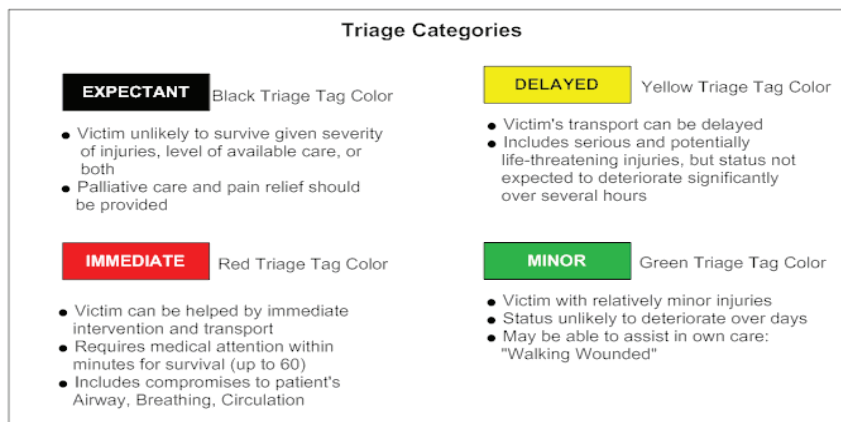 Triage Categories
EXPECTANT Black Triage Tag Color
● Victim unlikely to survive given severity
of injuries, level of available care, or
both
● Palliative care and pain relief should
be provided
DELAYED Yellow Triage Tag Color
● Victim's transport can be delayed
● Includes serious and potentially
life-threatening injuries, but status not
expected to deteriorate significantly
over several hours
IMMEDIATE Red Triage Tag Color
● Victim can be helped by immediate
intervention and transport
● Requires medical attention within
minutes for survival (up to 60)
● Includes compromises to patient's
Airway, Breathing, Circulation
MINOR Green Triage Tag Color
● Victim with relatively minor injuries
● Status unlikely to deteriorate over days
● May be able to assist in own care:
"Walking Wounded"